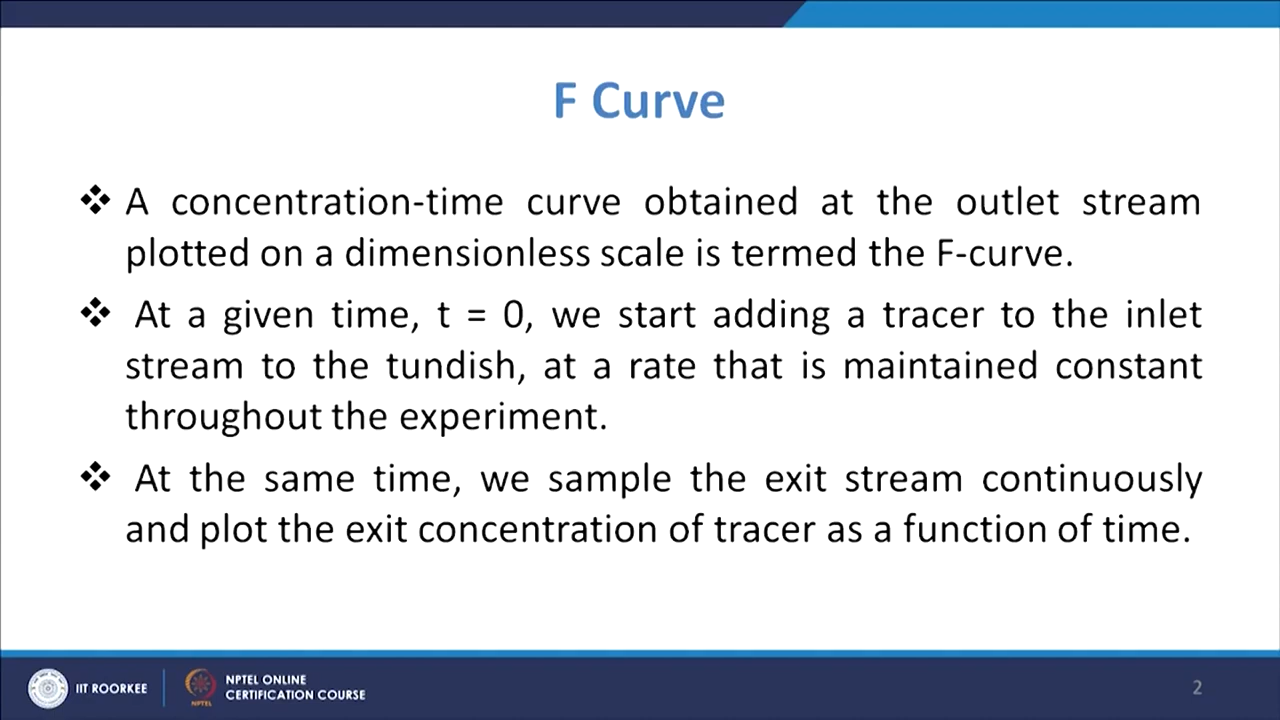 F Curve
❖ A concentration-time curve obtained at the outlet stream
plotted on a dimensionless scale is termed the F-curve.
❖ At a given time, t = 0, we start adding a tracer to the inlet
stream to the tundish, at a rate that is maintained constant
throughout the experiment.
❖ At the same time, we sample the exit stream continuously
and plot the exit concentration of tracer as a function of time.
IIT ROORKEE
NPTEL
NPTEL ONLINE
CERTIFICATION COURSE
2